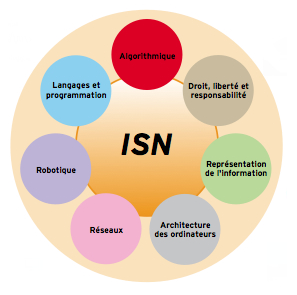 Algorithmique
Langages et
programmation
Droit, liberté et
responsabilité
ISN
Robotique
Représentation
de l'information
Réseaux
Architecture
des ordinateurs